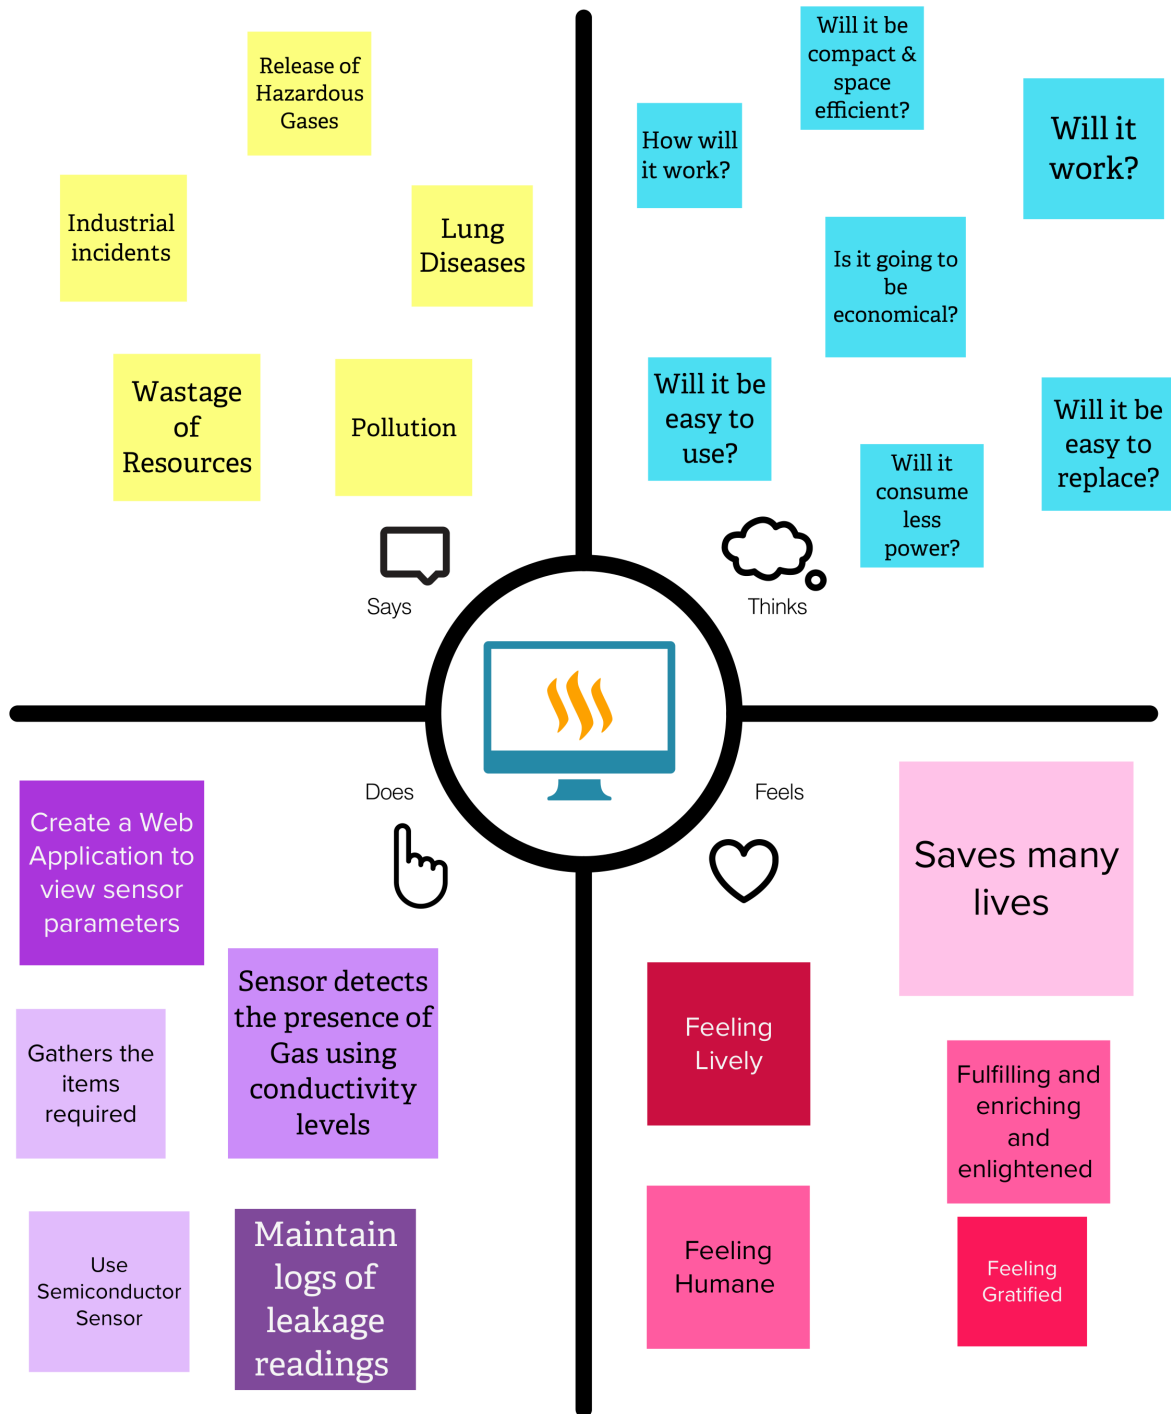 Release of
Hazardous
Gases
Industrial
incidents
Lung
Diseases
Wastage
of
Resources
Pollution
Says
Will it be
compact &
space
efficient?
How will
it work?
Will it
work?
Is it going to
be
economical?
Will it be
easy to
use?
Will it
consume
less
power?
Will it be
easy to
replace?
Thinks
Does
Create a Web
Application to
view sensor
parameters
Sensor detects
the presence of
Gas using
conductivity
levels
Gathers the
items
required
Use
Semiconductor
Sensor
Maintain
logs of
leakage
readings
Feels
Saves many
lives
Feeling
Lively
Fulfilling and
enriching
and
enlightened
Feeling
Humane
Feeling
Gratified